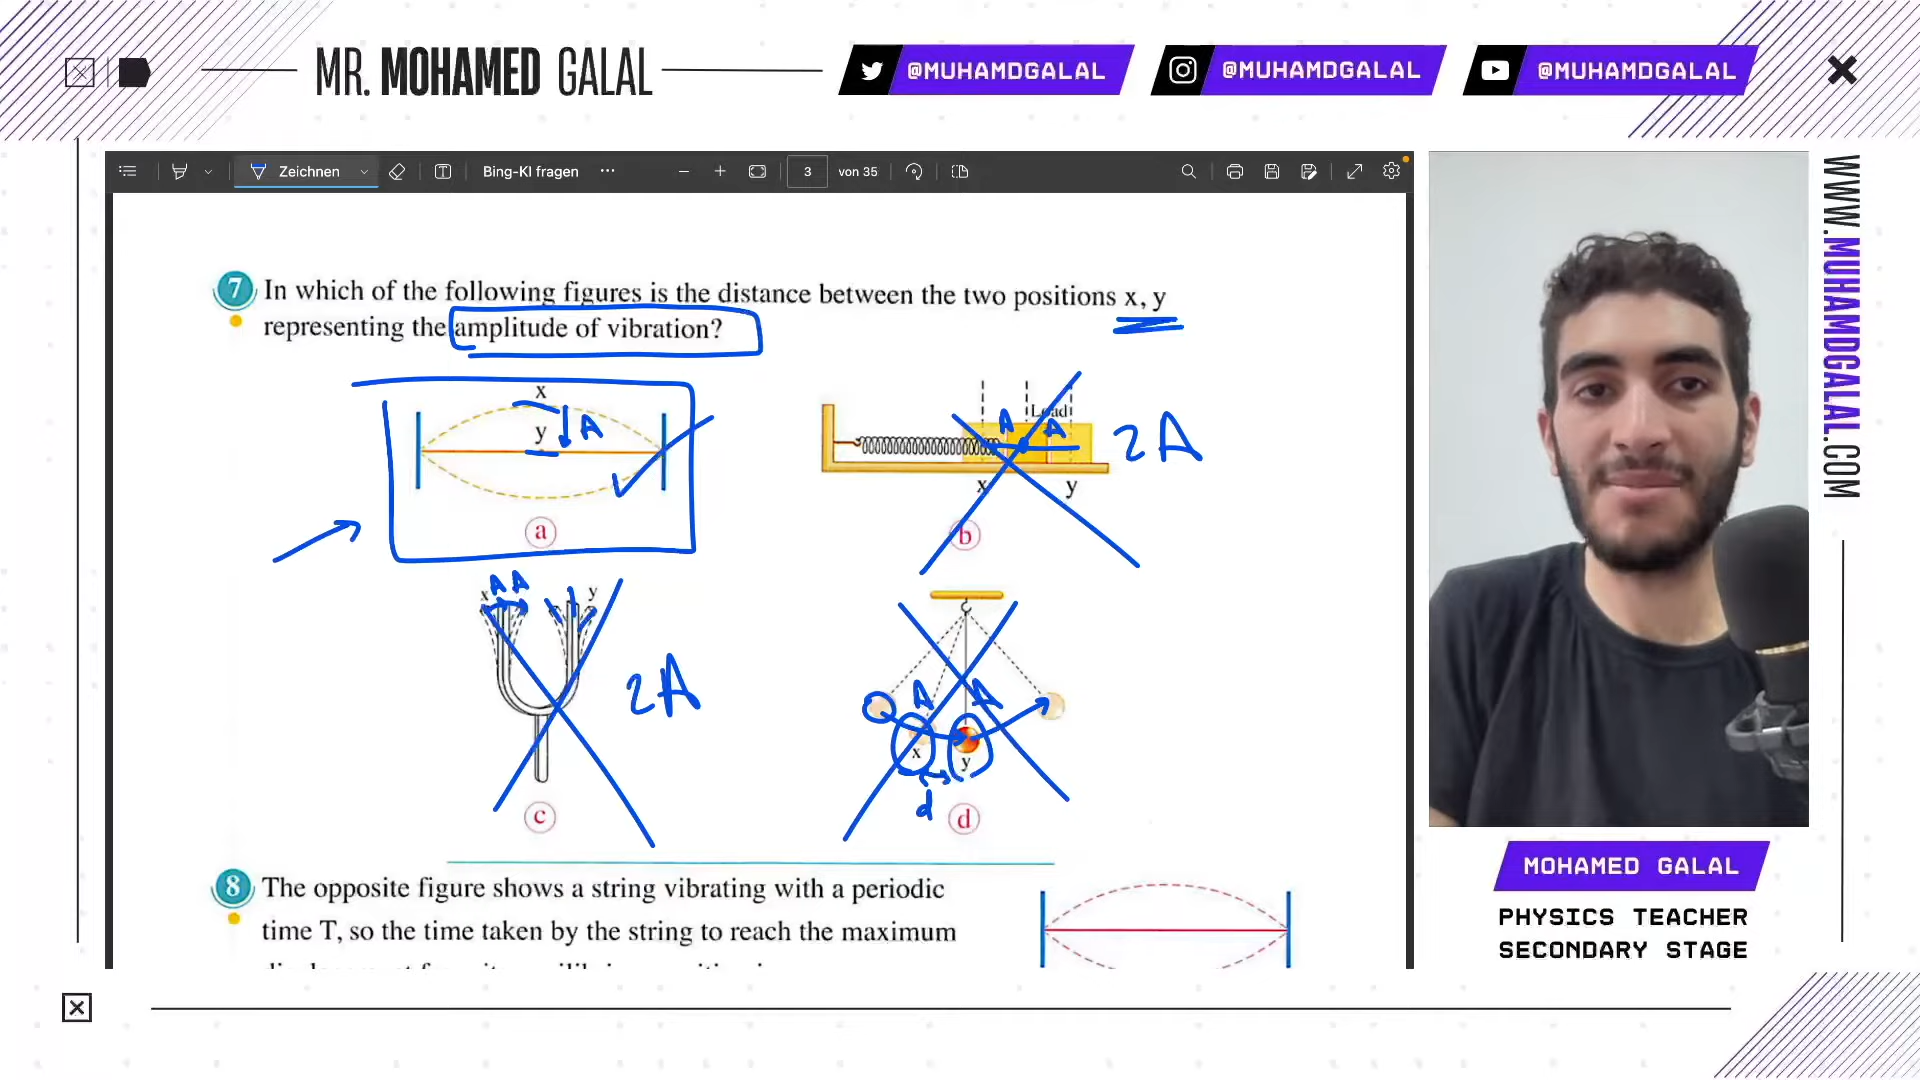 MR. MOHAMED GALAL
@MUHAMDGALAL
@MUHAMDGALAL
@MUHAMDGALAL
WWW.MUHAMDGALAL.COM
Zeichnen
Bing-KI fragen
3 von 35
7 In which of the following figures is the distance between the two positions x, y
representing the amplitude of vibration?
x
y A
a
Load
A A 2A
x y
b
x A A y
2A
c
A A
x y
d
d
8 The opposite figure shows a string vibrating with a periodic
time T, so the time taken by the string to reach the maximum
MOHAMED GALAL
PHYSICS TEACHER
SECONDARY STAGE